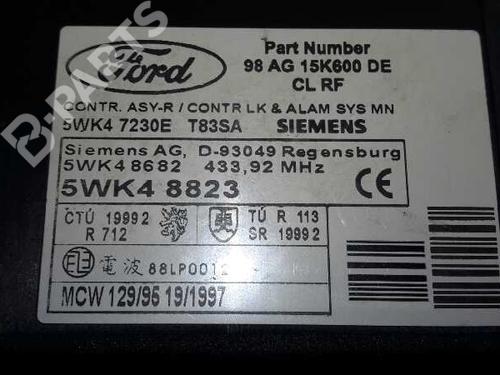 Ford
Part Number
98 AG 15K600 DE
CL RF
CONTR. ASY-R / CONTR LK & ALAM SYS MN
5WK4 7230E T83SA SIEMENS
Siemens AG, D-93049 Regensburg
5WK4 8682 433,92 MHz
5WK4 8823 CE
CTÚ 19992
R 712
TÚ R 113
SR 19992
電波 88LP0012
MCW 129/95 19/1997
B-PARTS